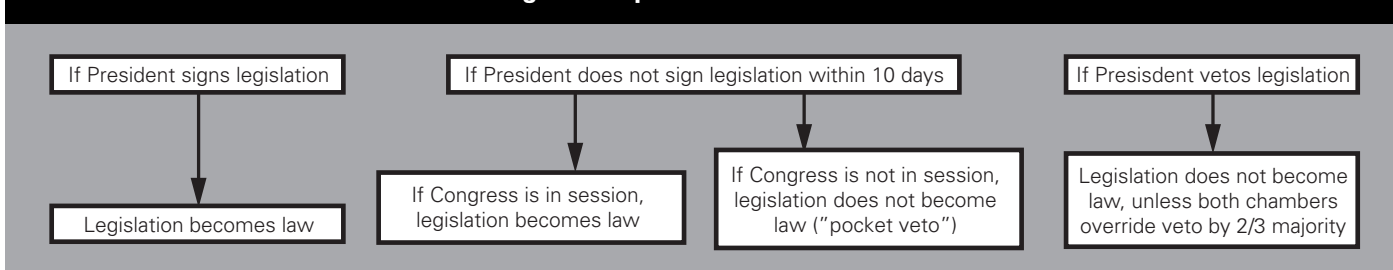 If President signs legislation
If President does not sign legislation within 10 days
If Presisdent vetos legislation
Legislation becomes law
If Congress is in session,
legislation becomes law
If Congress is not in session,
legislation does not become
law ("pocket veto")
Legislation does not become
law, unless both chambers
override veto by 2/3 majority